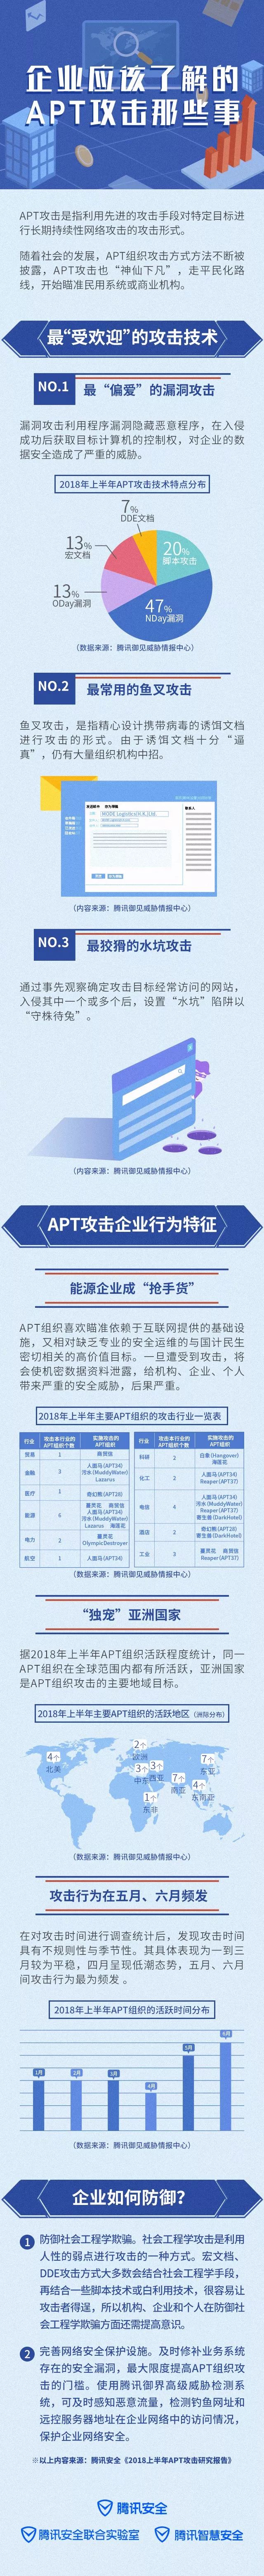 企业应该了解的
APT攻击那些事
APT攻击是指利用先进的攻击手段对特定目标进
行长期持续性网络攻击的攻击形式。
随着社会的发展，APT组织攻击方式方法不断被
披露，APT攻击也“神仙下凡”，走平民化路
线，开始瞄准民用系统或商业机构。
最“受欢迎”的攻击技术
NO.1
最“偏爱”的漏洞攻击
漏洞攻击利用程序漏洞隐藏恶意程序，在入侵
成功后获取目标计算机的控制权，对企业的数
据安全造成了严重的威胁。
2018年上半年APT攻击技术特点分布
7%
DDE文档
13%
宏文档
20%
脚本攻击
13%
0Day漏洞
47%
NDay漏洞
（数据来源：腾讯御见威胁情报中心）
NO.2
最常用的鱼叉攻击
鱼叉攻击，是指精心设计携带病毒的诱饵文档
进行攻击的形式。由于诱饵文档十分“逼
真”，仍有大量组织机构中招。
（内容来源：腾讯御见威胁情报中心）
NO.3
最狡猾的水坑攻击
通过事先观察确定攻击目标经常访问的网站，
入侵其中一个或多个后，设置“水坑”陷阱以
“守株待兔”。
（内容来源：腾讯御见威胁情报中心）
APT攻击企业行为特征
能源企业成“抢手货”
APT组织喜欢瞄准依赖于互联网提供的基础设
施，又相对缺乏专业的安全运维的与国计民生
密切相关的高价值目标。一旦遭受到攻击，将
会使机密数据资料泄露，给机构、企业、个人
带来严重的安全威胁，后果严重。
2018年上半年主要APT组织的攻击行业一览表
行业 攻击本行业的APT组织个数 实施攻击的APT组织
贸易 1 商贸信
金融 3 人面马(APT34) 污水(MuddyWater) Lazarus
医疗 1 奇幻熊(APT28)
能源 6 蔓灵花 商贸信 人面马(APT34) 污水(MuddyWater) Lazarus 海莲花
电力 2 蔓灵花 OlympicDestroyer
航空 1 人面马(APT34)
行业 攻击本行业的APT组织个数 实施攻击的APT组织
科研 2 白象(Hangover) 海莲花
化工 2 人面马(APT34) Reaper(APT37)
电信 4 人面马(APT34) 污水(MuddyWater) Reaper(APT37) 寄生兽(DarkHotel)
酒店 2 奇幻熊(APT28) 寄生兽(DarkHotel)
工业 3 蔓灵花 商贸信 Reaper(APT37)
（数据来源：腾讯御见威胁情报中心）
“独宠”亚洲国家
据2018年上半年APT组织活跃程度统计，同一
APT组织在全球范围内都有所活跃，亚洲国家
是APT组织攻击的主要地域目标。
2018年上半年主要APT组织的活跃地区（洲际分布）
4个
北美
2个
欧洲
3个
中东
3个
西亚
7个
南亚
7个
东亚
4个
东南亚
1个
东非
（数据来源：腾讯御见威胁情报中心）
攻击行为在五月、六月频发
在对攻击时间进行调查统计后，发现攻击时间
具有不规则性与季节性。其具体表现为一到三
月较为平稳，四月呈现低潮态势，五月、六月
间攻击行为最为频发。
2018年上半年APT组织的活跃时间分布
1月
2月
3月
4月
5月
6月
（数据来源：腾讯御见威胁情报中心）
企业如何防御？
1 防御社会工程学欺骗。社会工程学攻击是利用
人性的弱点进行攻击的一种方式。宏文档、
DDE攻击方式大多数会结合社会工程学手段，
再结合一些脚本技术或白利用技术，很容易让
攻击者得逞，所以机构、企业和个人在防御社
会工程学欺骗方面还需提高意识。
2 完善网络安全保护设施。及时修补业务系统
存在的安全漏洞，最大限度提高APT组织攻
击的门槛。使用腾讯御界高级威胁检测系
统，可及时感知恶意流量，检测钓鱼网址和
远控服务器地址在企业网络中的访问情况，
保护企业网络安全。
※以上内容来源：腾讯安全《2018上半年APT攻击研究报告》
腾讯安全
腾讯安全联合实验室
腾讯智慧安全